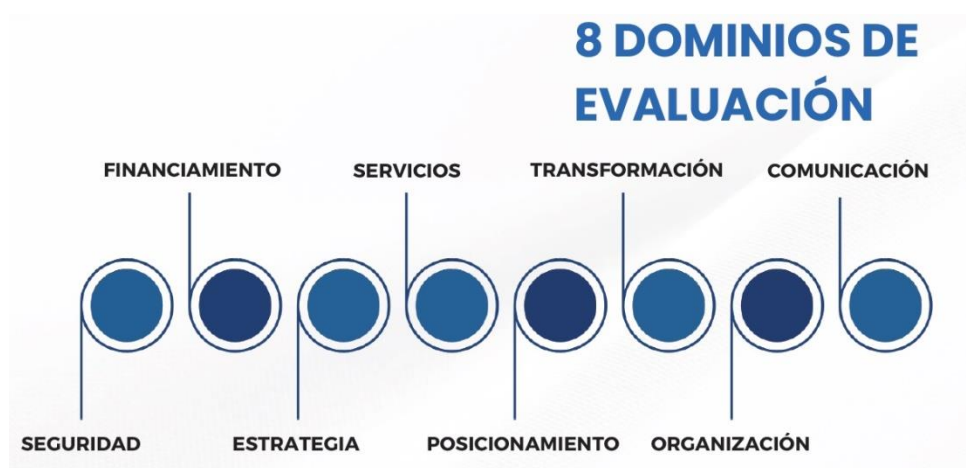 8 DOMINIOS DE
EVALUACIÓN
FINANCIAMIENTO
SERVICIOS
TRANSFORMACIÓN
COMUNICACIÓN
SEGURIDAD
ESTRATEGIA
POSICIONAMIENTO
ORGANIZACIÓN